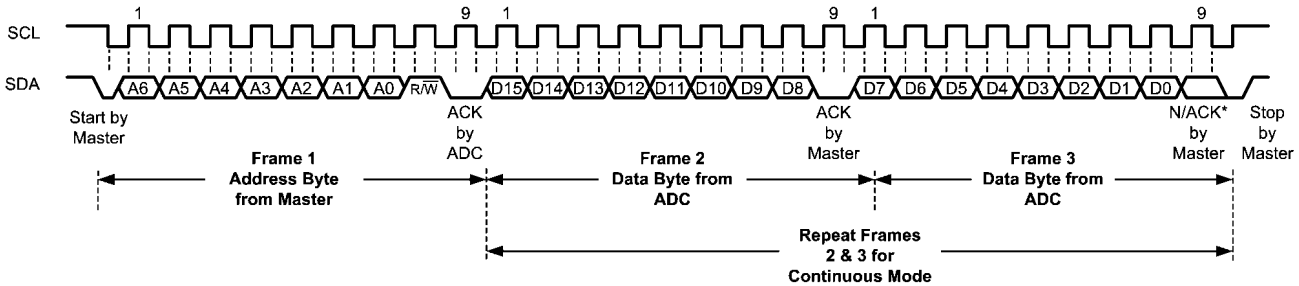 1 9 1 9 1 9
SCL
SDA A6 A5 A4 A3 A2 A1 A0 R/W̅ D15 D14 D13 D12 D11 D10 D9 D8 D7 D6 D5 D4 D3 D2 D1 D0
Start by
Master
ACK
by
ADC
ACK
by
Master
N/ACK*
by
Master
Stop
by
Master
Frame 1
Address Byte
from Master
Frame 2
Data Byte from
ADC
Frame 3
Data Byte from
ADC
Repeat Frames
2 & 3 for
Continuous Mode